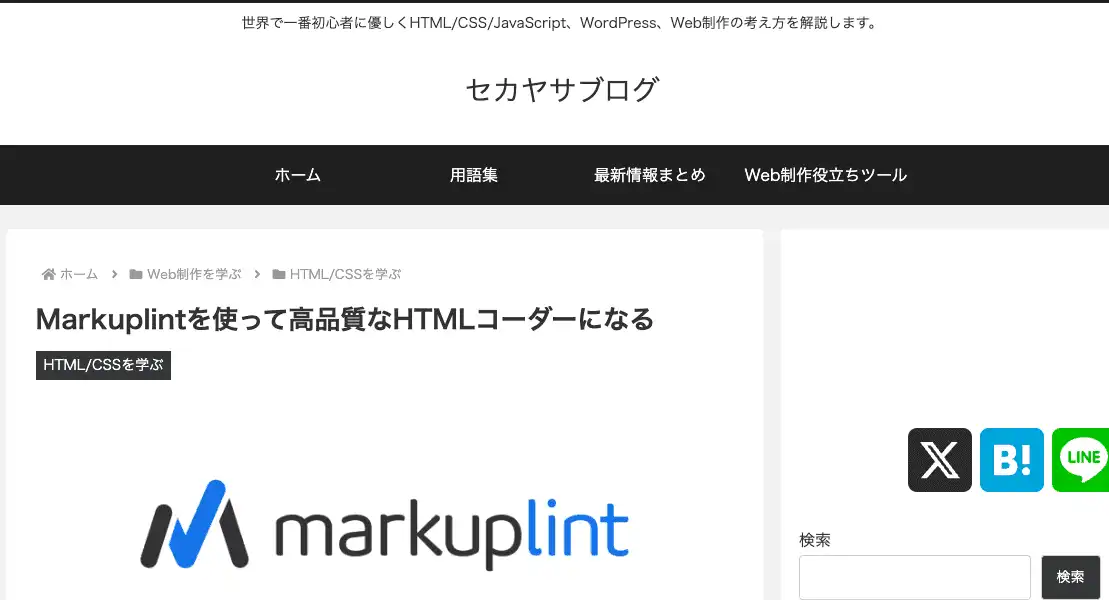 世界で一番初心者に優しくHTML/CSS/JavaScript、WordPress、Web制作の考え方を解説します。
セカヤサブログ
ホーム 用語集 最新情報まとめ Web制作役立ちツール
ホーム Web制作を学ぶ HTML/CSSを学ぶ
Markuplintを使って高品質なHTMLコーダーになる
HTML/CSSを学ぶ
markuplint
X B! LINE
検索
検索